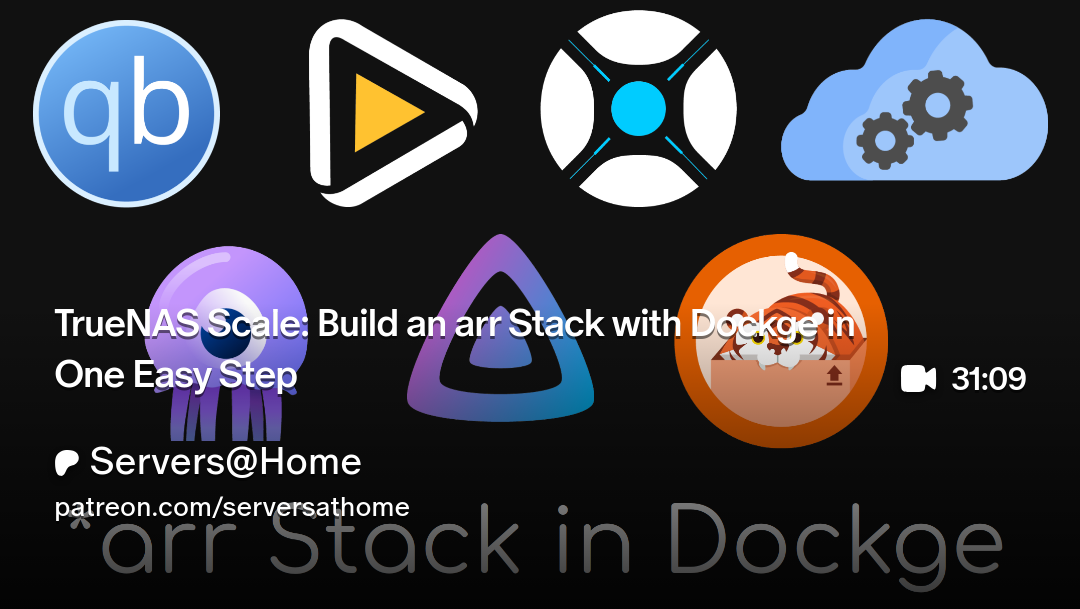 qb
TrueNAS Scale: Build an arr Stack with Dockge in
One Easy Step
31:09
Servers@Home
patreon.com/serversathome
*arr Stack in Dockge